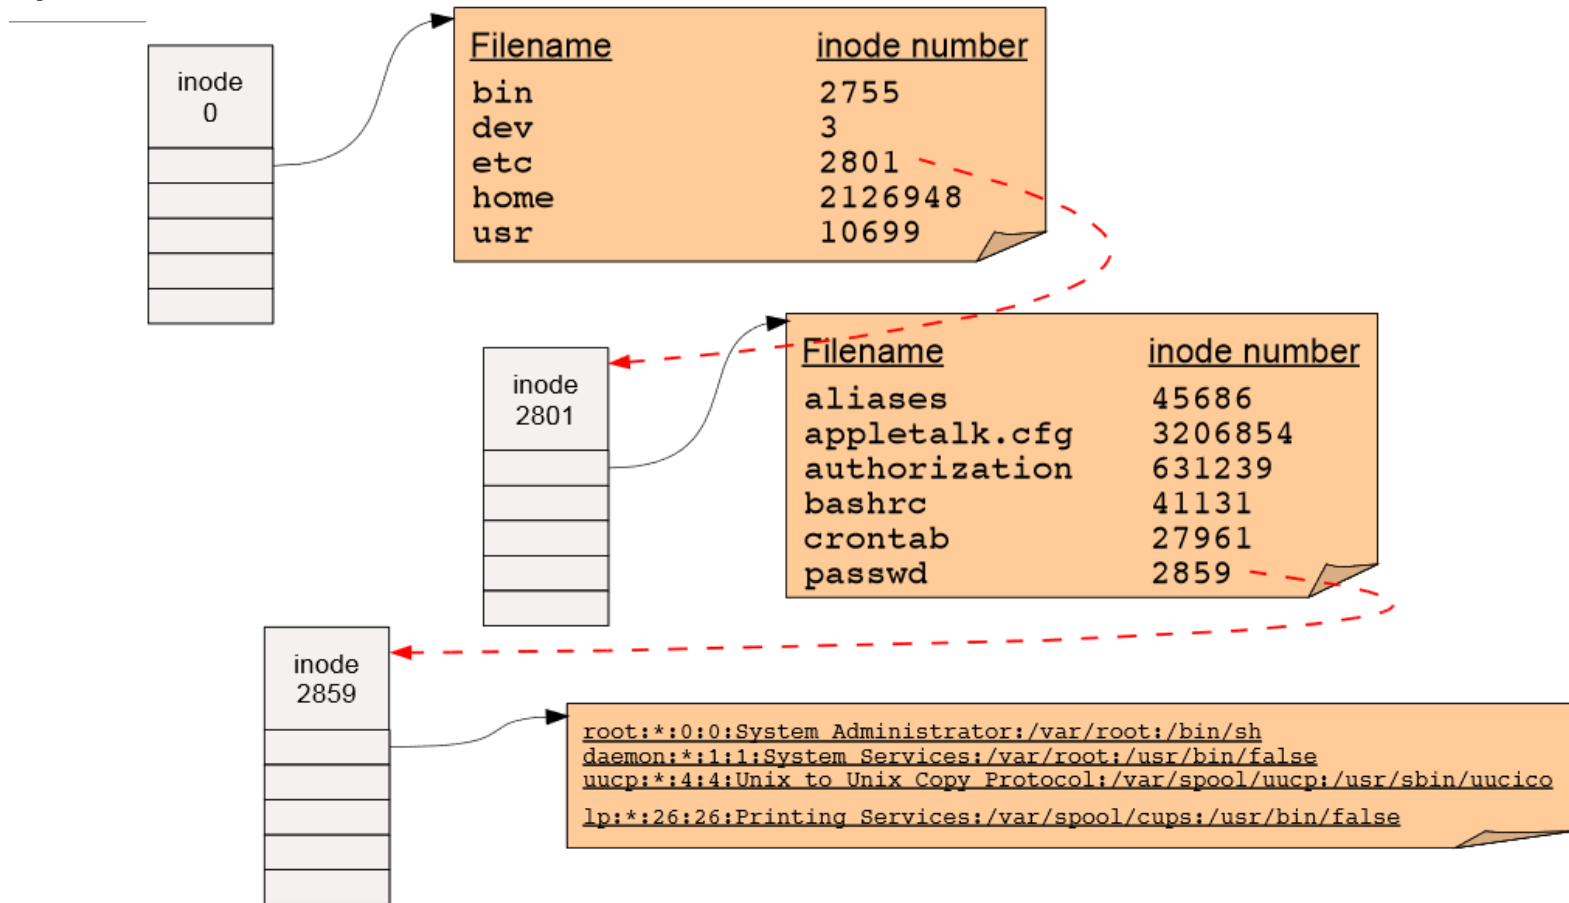 inode
0
Filename inode number
bin 2755
dev 3
etc 2801
home 2126948
usr 10699
inode
2801
Filename inode number
aliases 45686
appletalk.cfg 3206854
authorization 631239
bashrc 41131
crontab 27961
passwd 2859
inode
2859
root:*:0:0:System Administrator:/var/root:/bin/sh
daemon:*:1:1:System Services:/var/root:/usr/bin/false
uucp:*:4:4:Unix to Unix Copy Protocol:/var/spool/uucp:/usr/sbin/uucico
lp:*:26:26:Printing Services:/var/spool/cups:/usr/bin/false